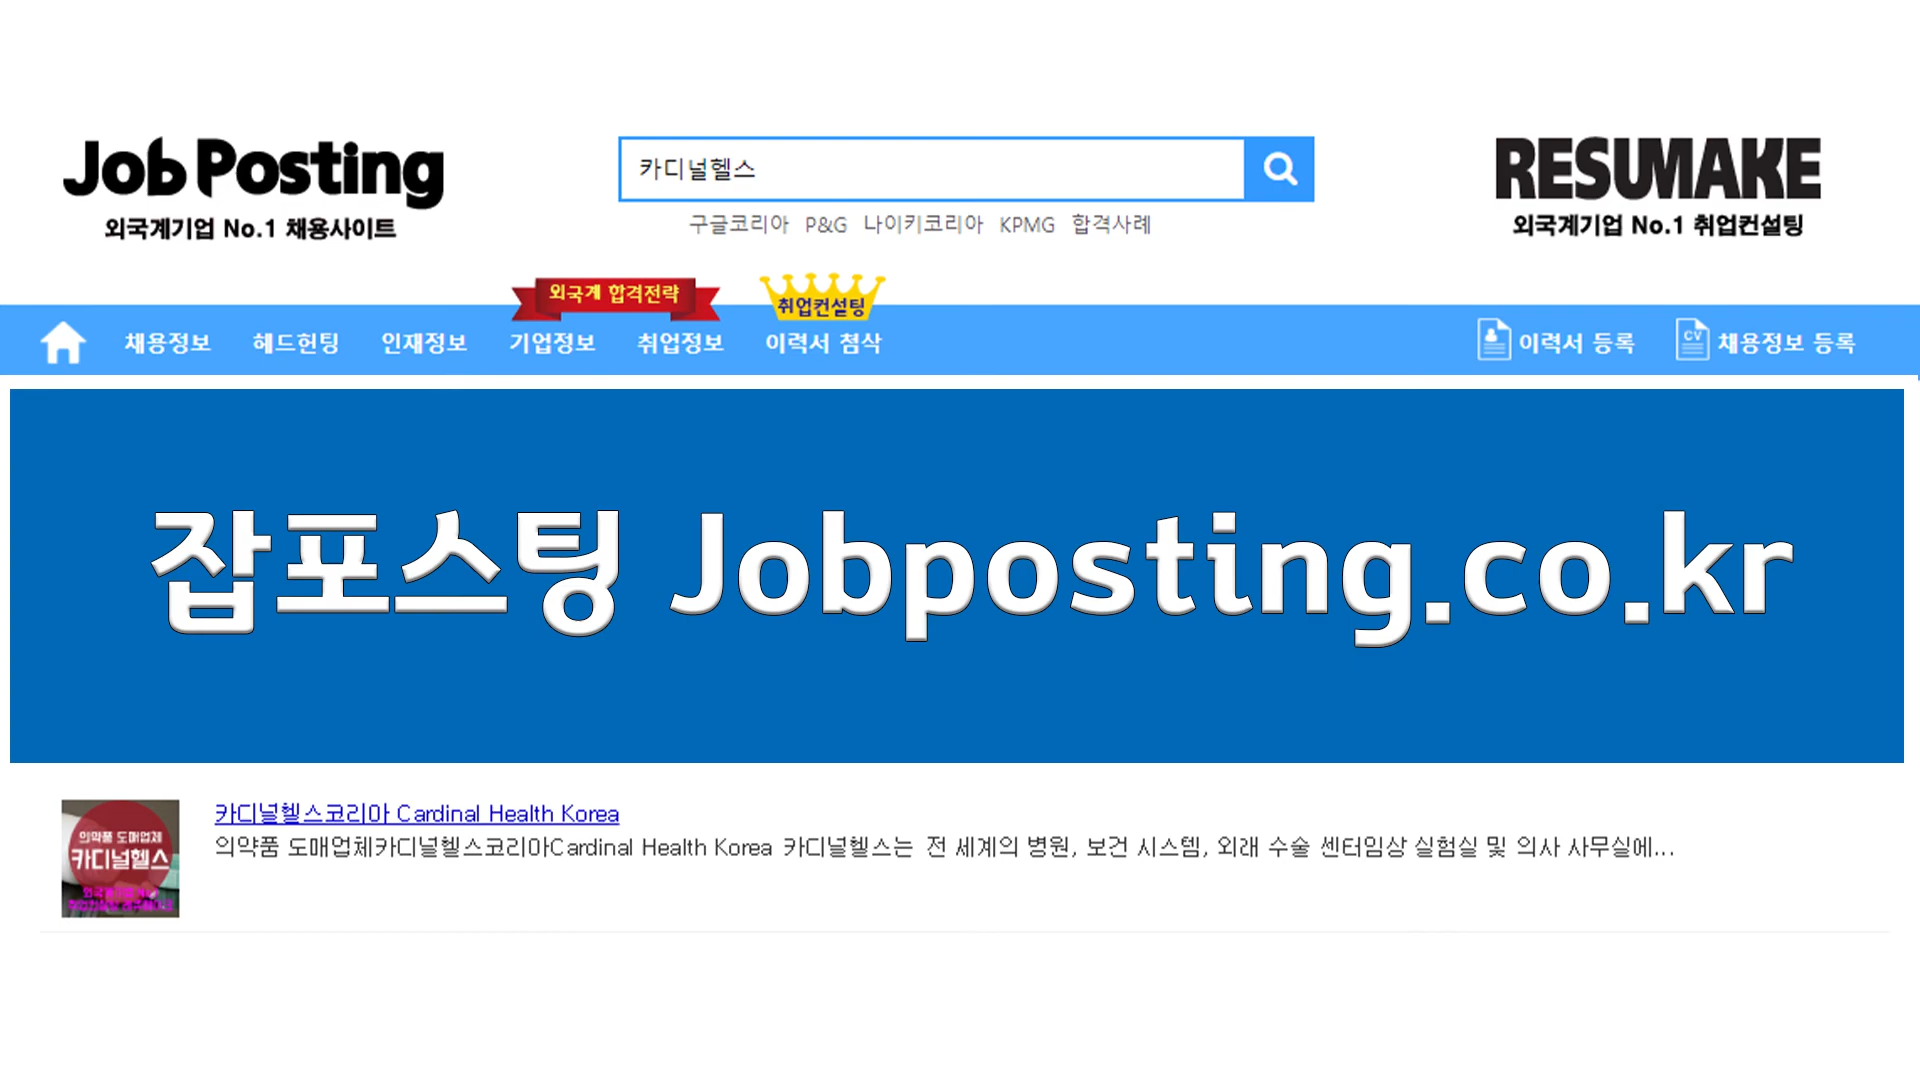 Job Posting
외국계기업 No.1 채용사이트
카디널헬스
구글코리아 P&G 나이키코리아 KPMG 합격사례
RESUMAKE
외국계기업 No.1 취업컨설팅
외국계 합격전략
취업컨설팅
채용정보 헤드헌팅 인재정보 기업정보 취업정보 이력서 첨삭
이력서 등록
CV
채용정보 등록
잡포스팅 Jobposting.co.kr
의약품 도매업체
카디널헬스
외국계기업 No.1
카디널헬스코리아 Cardinal Health Korea
의약품 도매업체카디널헬스코리아Cardinal Health Korea 카디널헬스는 전 세계의 병원, 보건 시스템, 외래 수술 센터임상 실험실 및 의사 사무실에...